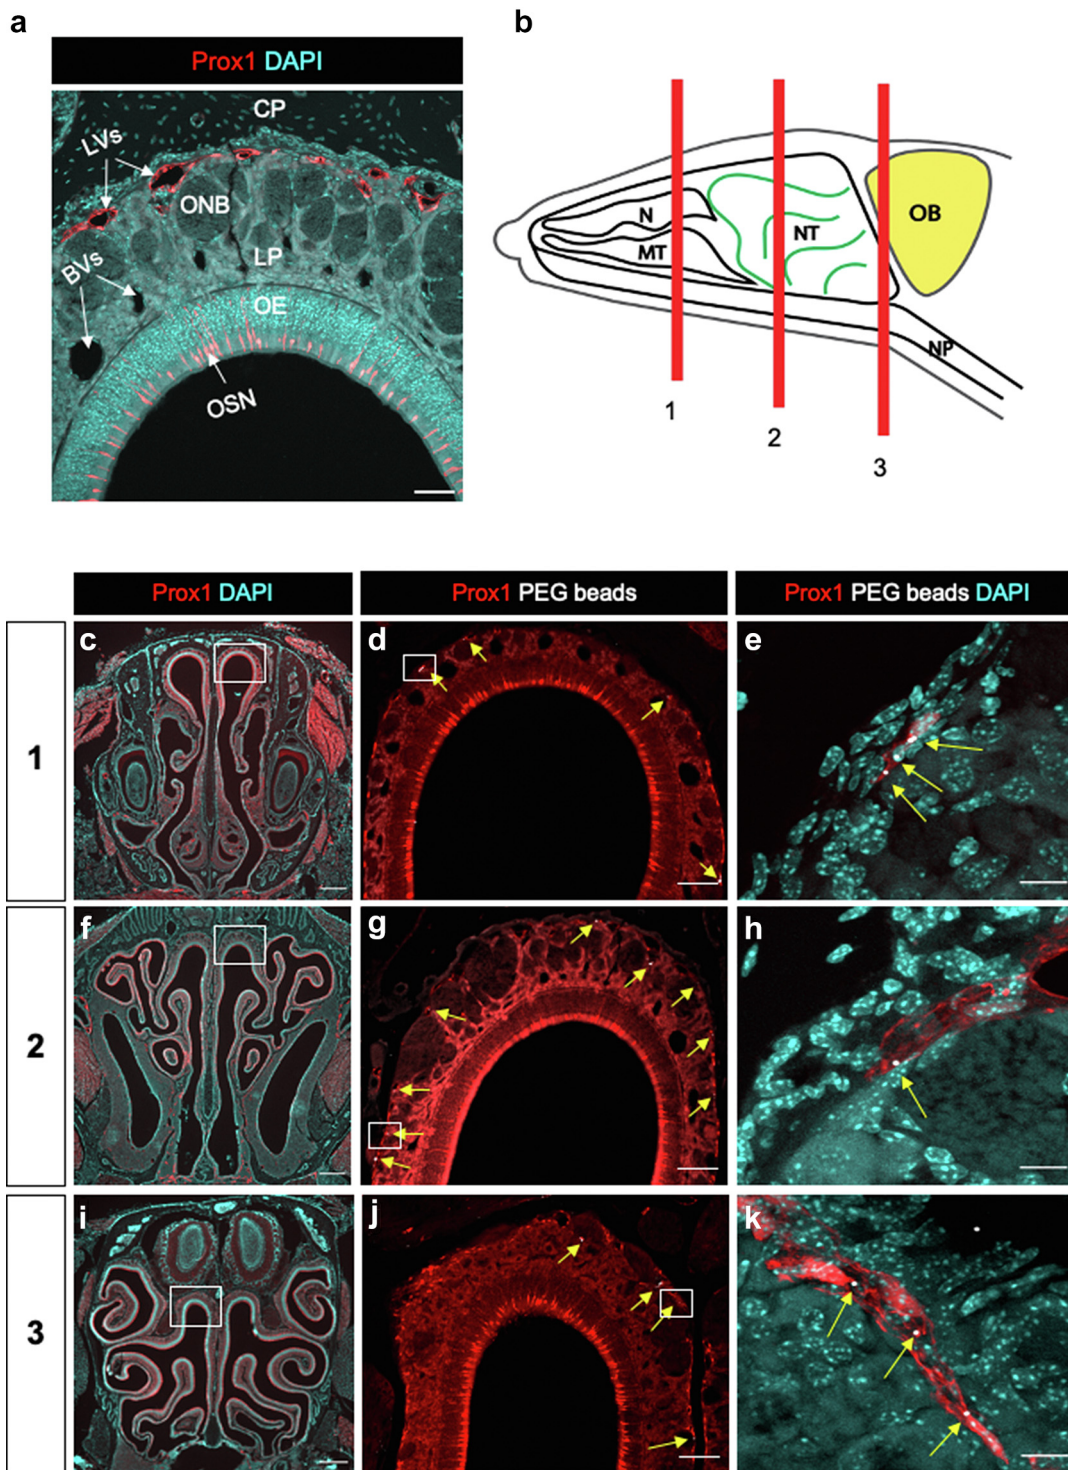 a
Prox1 DAPI
CP
LVs
ONB
BVs
LP
OE
OSN
b
N
MT
NT
OB
NP
1
2
3
Prox1 DAPI
Prox1 PEG beads
Prox1 PEG beads DAPI
1
c
d
e
2
f
g
h
3
i
j
k